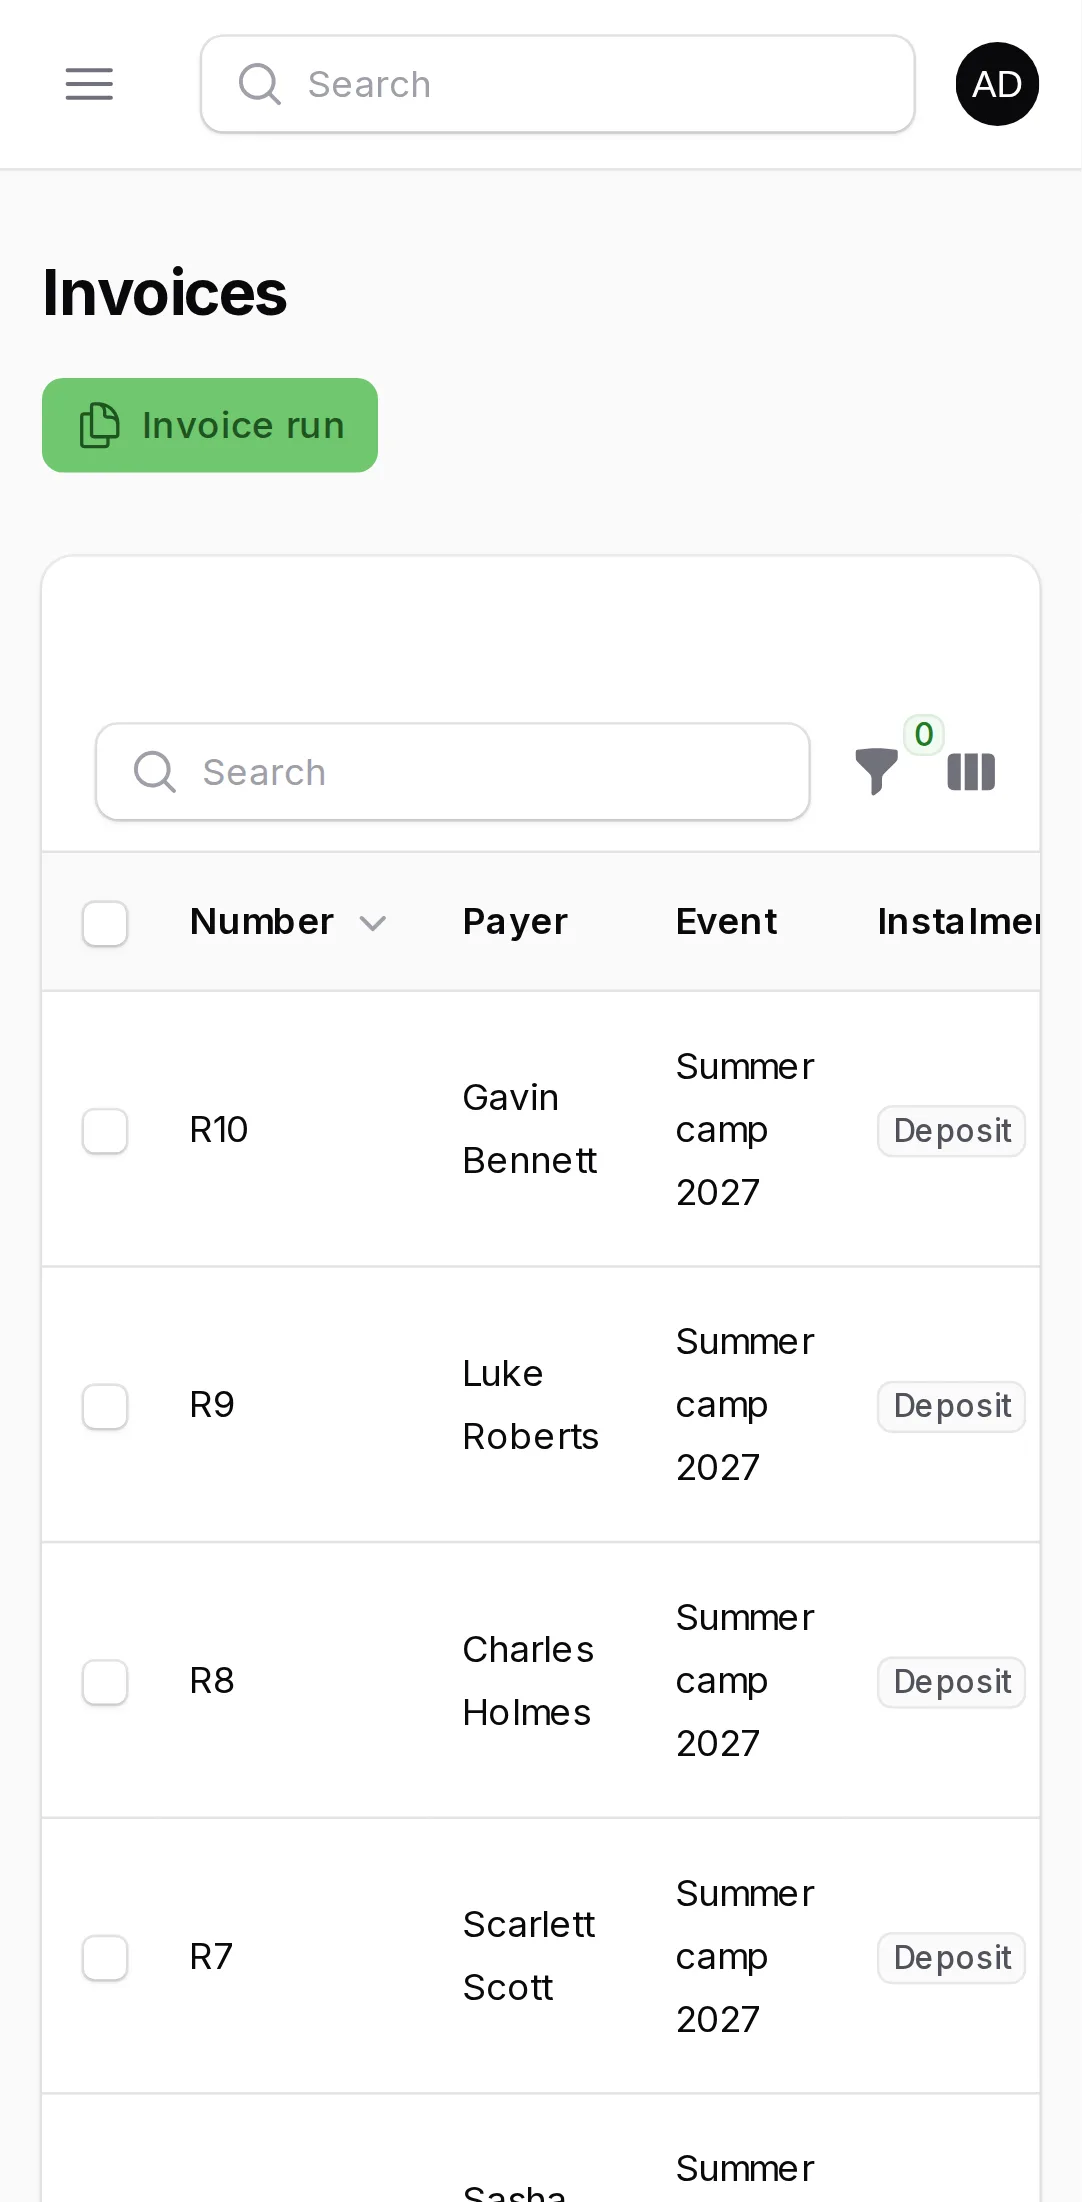 Search
AD
Invoices
Invoice run
0
Search
Number Payer Event Instalmen
Summer
Gavin
R10 camp Deposit
Bennett
2027
Summer
Luke
R9 camp Deposit
Roberts
2027
Summer
Charles
R8 camp Deposit
Holmes
2027
Summer
Scarlett
R7 camp Deposit
Scott
2027
Summer
Sasha